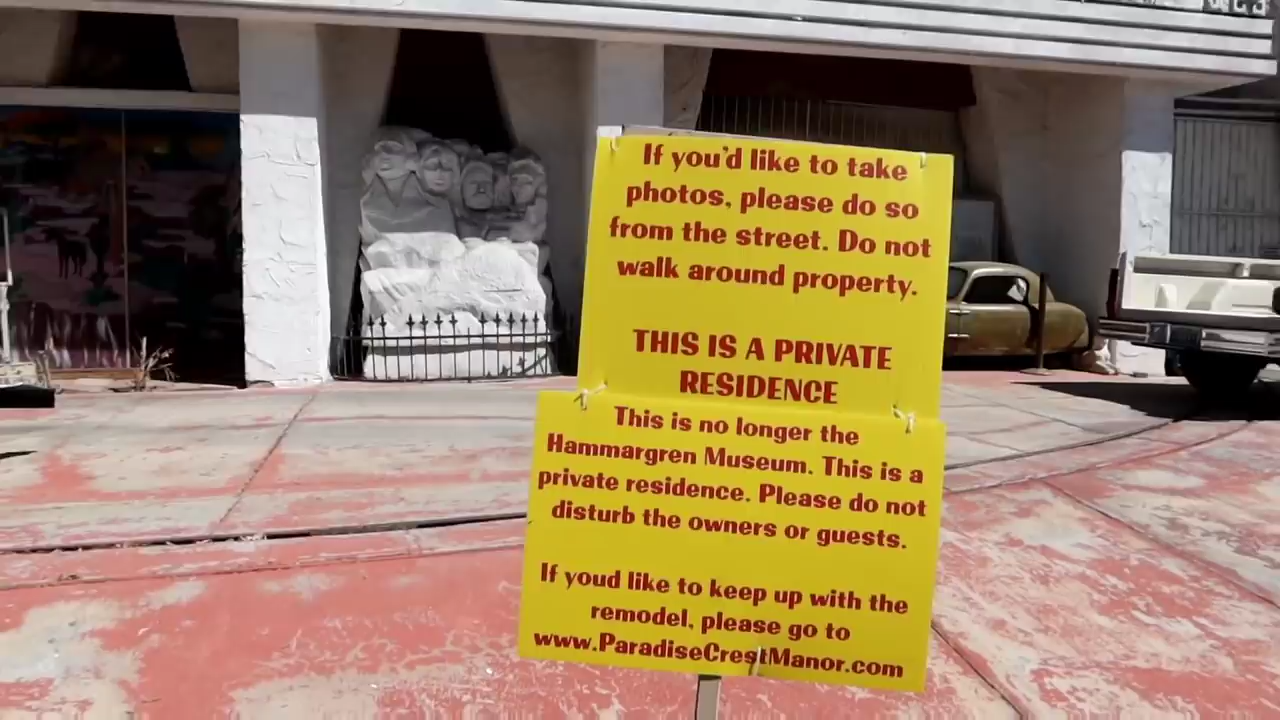 If you'd like to take
photos, please do so
from the street. Do not
walk around property.
THIS IS A PRIVATE
RESIDENCE
This is no longer the
Hammargren Museum. This is a
private residence. Please do not
disturb the owners or guests.
If youd like to keep up with the
remodel, please go to
www.ParadiseCrestManor.com